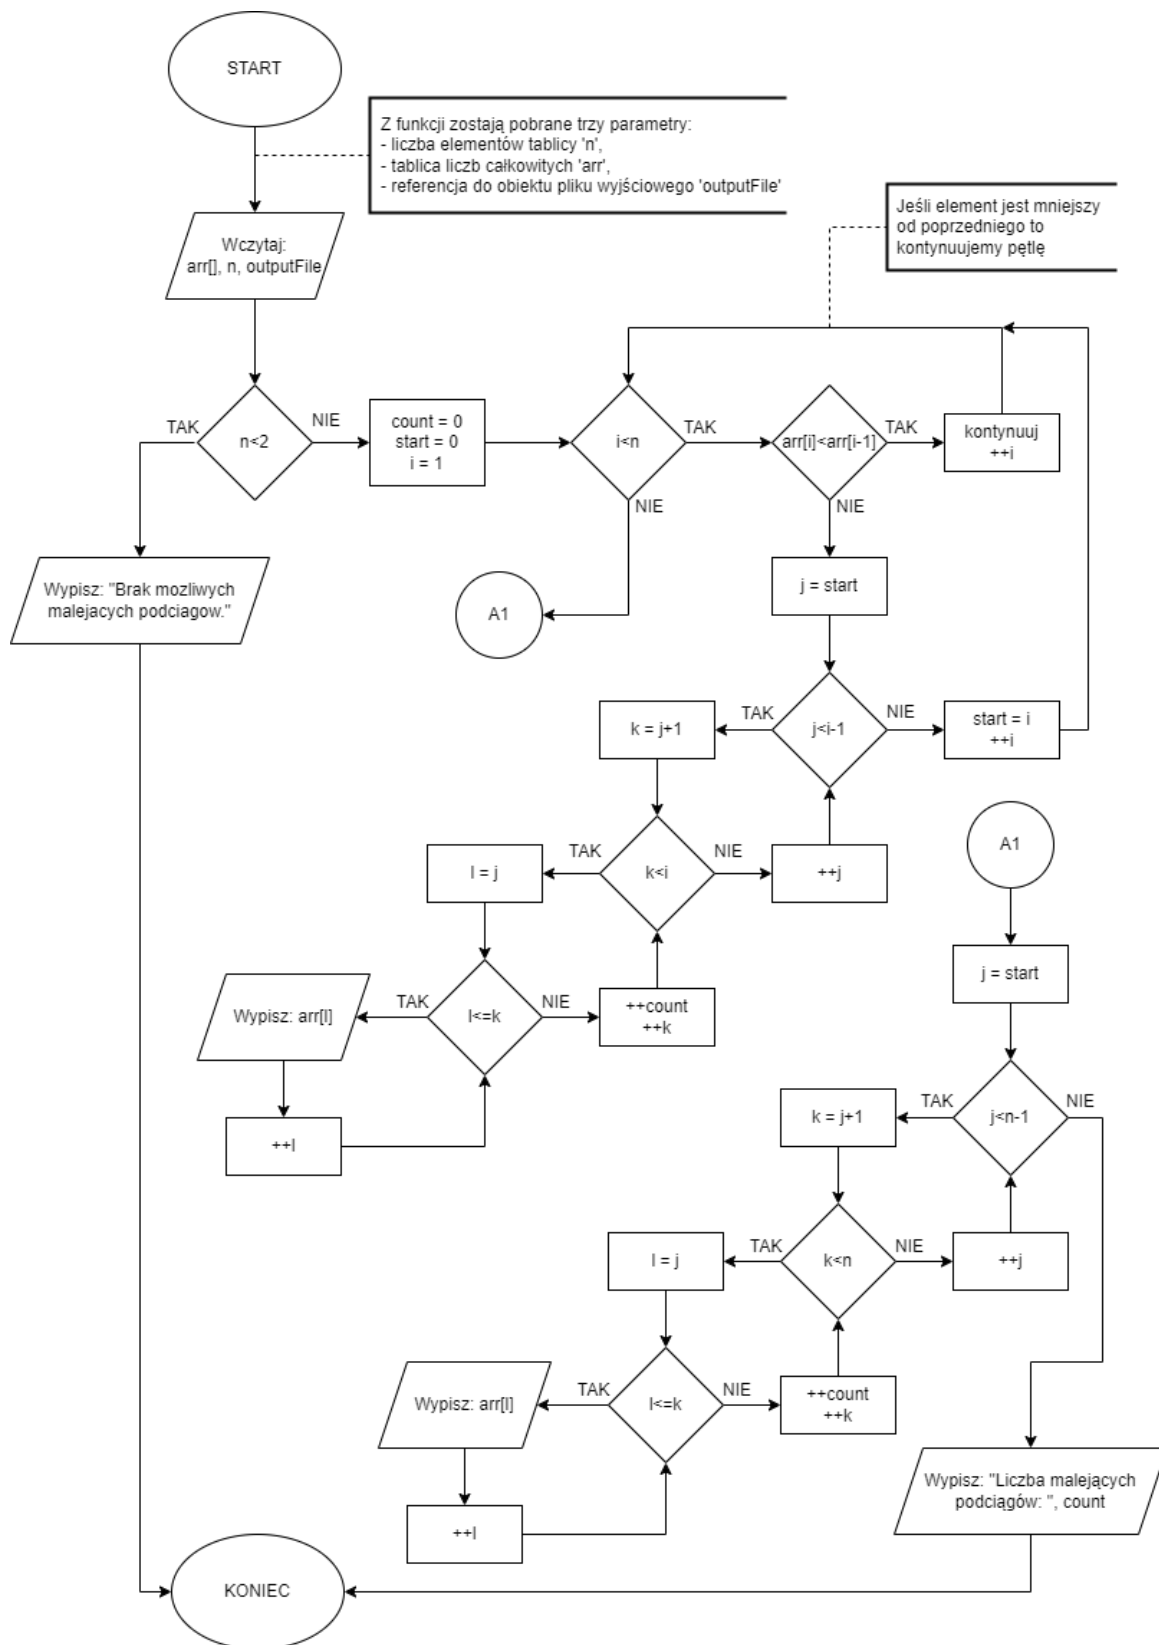 START
Z funkcji zostają pobrane trzy parametry:
- liczba elementów tablicy 'n',
- tablica liczb całkowitych 'arr',
- referencja do obiektu pliku wyjściowego 'outputFile'
Jeśli element jest mniejszy
od poprzedniego to
kontynuujemy pętlę
Wczytaj:
arr[], n, outputFile
TAK
n<2
NIE
count = 0
start = 0
i = 1
i<n
TAK
NIE
arr[i]<arr[i-1]
TAK
NIE
kontynuuj
++i
Wypisz: "Brak mozliwych
malejacych podciagow."
A1
j = start
k = j+1
TAK
j<i-1
NIE
start = i
++i
l = j
TAK
k<i
NIE
++j
A1
j = start
Wypisz: arr[l]
TAK
l<=k
NIE
++count
++k
++l
k = j+1
TAK
j<n-1
NIE
l = j
TAK
k<n
NIE
++j
Wypisz: arr[l]
TAK
l<=k
NIE
++count
++k
++l
Wypisz: "Liczba malejących
podciągów: ", count
KONIEC